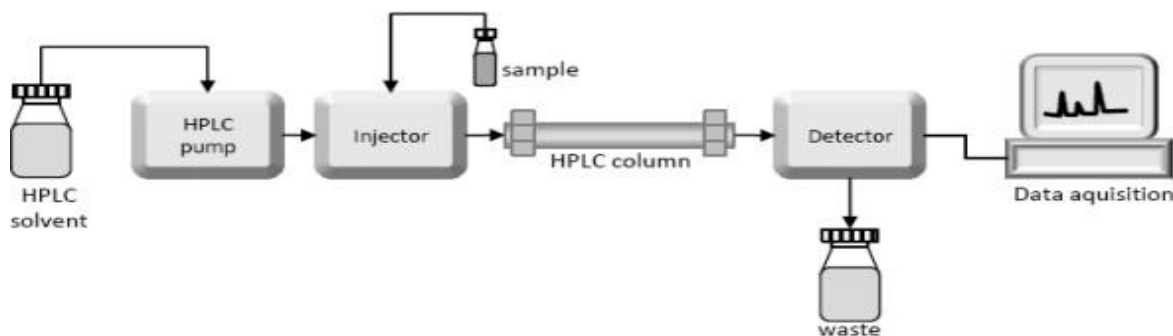 HPLC
solvent
HPLC
pump
Injector
sample
HPLC column
Detector
waste
Data aquisition